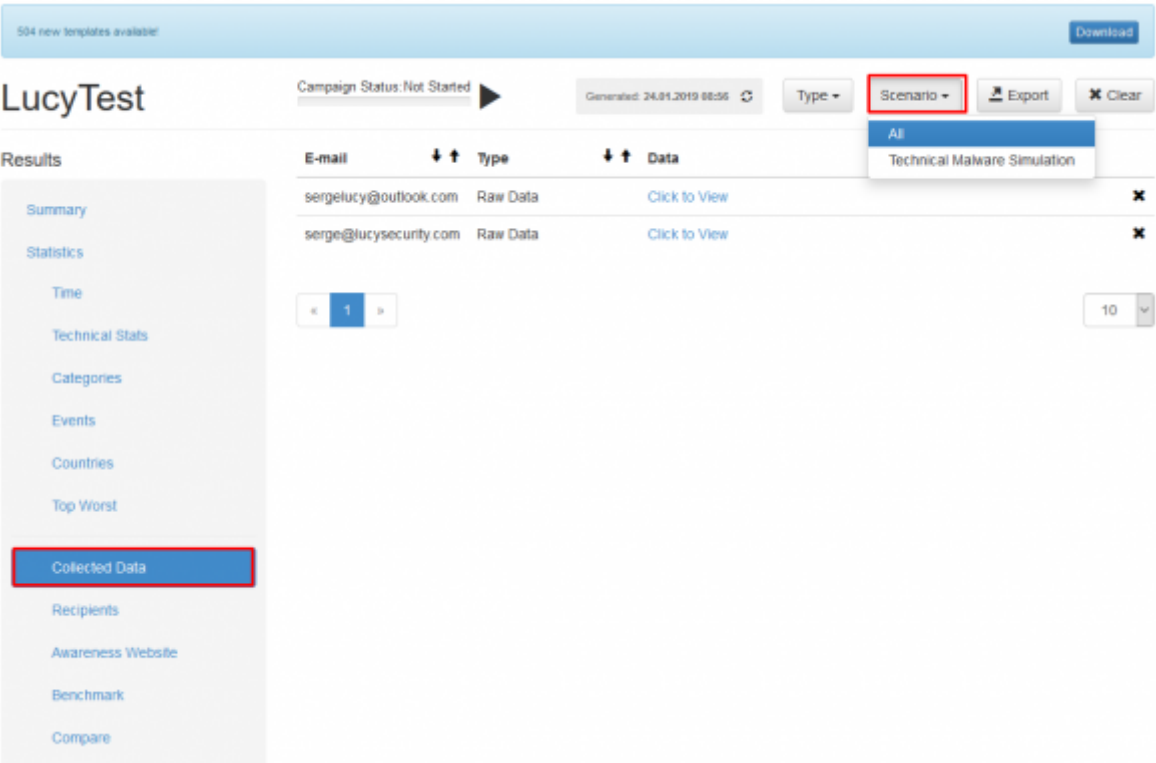 504 new templates available!
Download
LucyTest
Campaign Status:Not Started
Generated: 24.01.2019 08:56
Type
Scenario
Export
Clear
All
Technical Malware Simulation
Results
E-mail Type Data
sergelucy@outlook.com Raw Data Click to View
serge@lucysecurity.com Raw Data Click to View
« 1 »
10
Summary
Statistics
Time
Technical Stats
Categories
Events
Countries
Top Worst
Collected Data
Recipients
Awareness Website
Benchmark
Compare